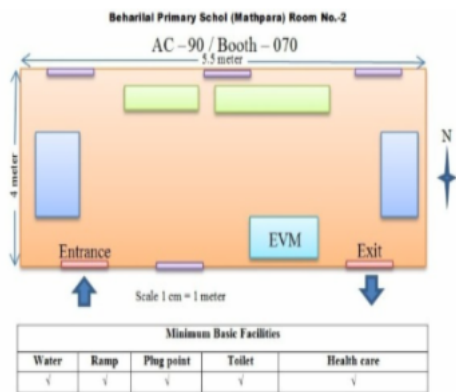 Beharilal Primary Schol (Mathpara) Room No.-2
AC – 90 / Booth – 070
5.5 meter
4 meter
N
Entrance
EVM
Exit
Scale 1 cm = 1 meter
Minimum Basic Facilities
Water Ramp Plug point Toilet Health care
√ √ √ √ √